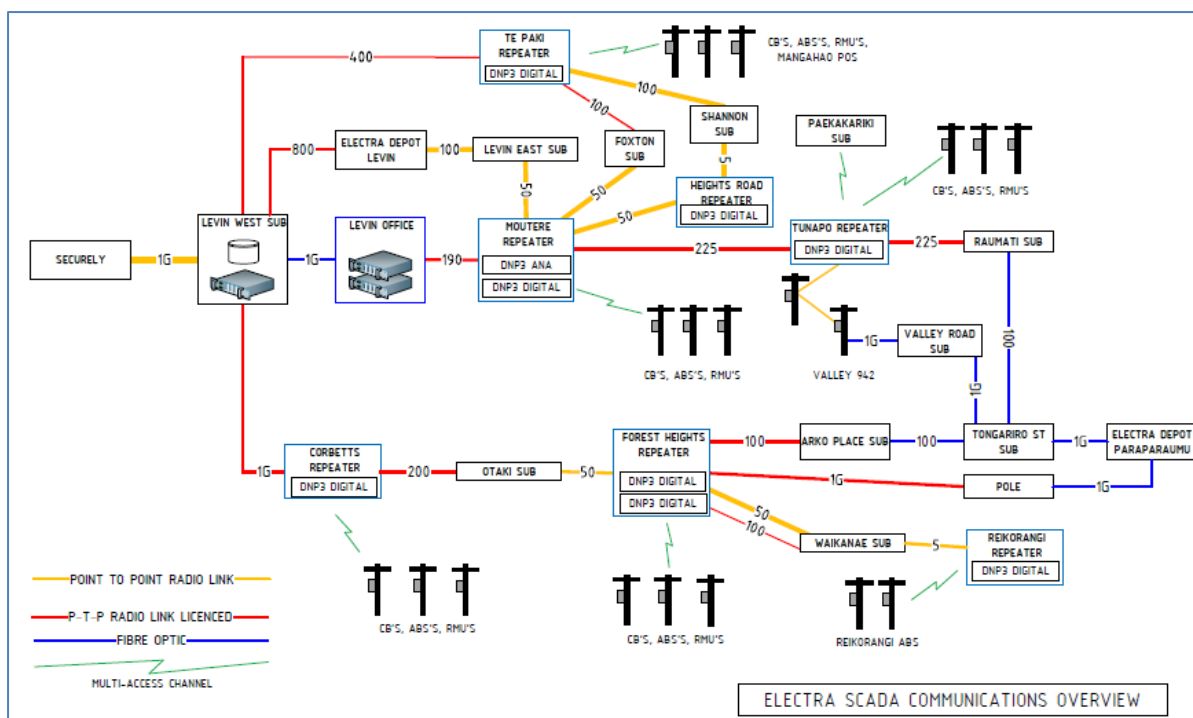 TE PAKI
REPEATER
DNP3 DIGITAL
CB'S, ABS'S, RMU'S,
MANGAHAO POS
400
100
100
SHANNON
SUB
FOXTON
SUB
PAEKAKARIKI
SUB
CB'S, ABS'S, RMU'S
800
ELECTRA DEPOT
LEVIN
100
LEVIN EAST SUB
50
50
5
50
HEIGHTS ROAD
REPEATER
DNP3 DIGITAL
LEVIN WEST SUB
LEVIN OFFICE
MOUTERE
REPEATER
DNP3 ANA
DNP3 DIGITAL
TUNAPO REPEATER
DNP3 DIGITAL
225
225
RAUMATI SUB
SECURELY
1G
1G
190
CB'S, ABS'S, RMU'S
VALLEY 942
1G
VALLEY ROAD
SUB
100
1G
FOREST HEIGHTS
REPEATER
DNP3 DIGITAL
DNP3 DIGITAL
100
ARKO PLACE SUB
100
TONGARIRO ST
SUB
1G
ELECTRA DEPOT
PARAPARAUMU
CORBETTS
REPEATER
DNP3 DIGITAL
1G
200
OTAKI SUB
50
1G
POLE
1G
50
100
WAIKANAE SUB
5
REIKORANGI
REPEATER
DNP3 DIGITAL
POINT TO POINT RADIO LINK
P-T-P RADIO LINK LICENCED
FIBRE OPTIC
MULTI-ACCESS CHANNEL
CB'S, ABS'S, RMU'S
CB'S, ABS'S, RMU'S
REIKORANGI ABS
ELECTRA SCADA COMMUNICATIONS OVERVIEW